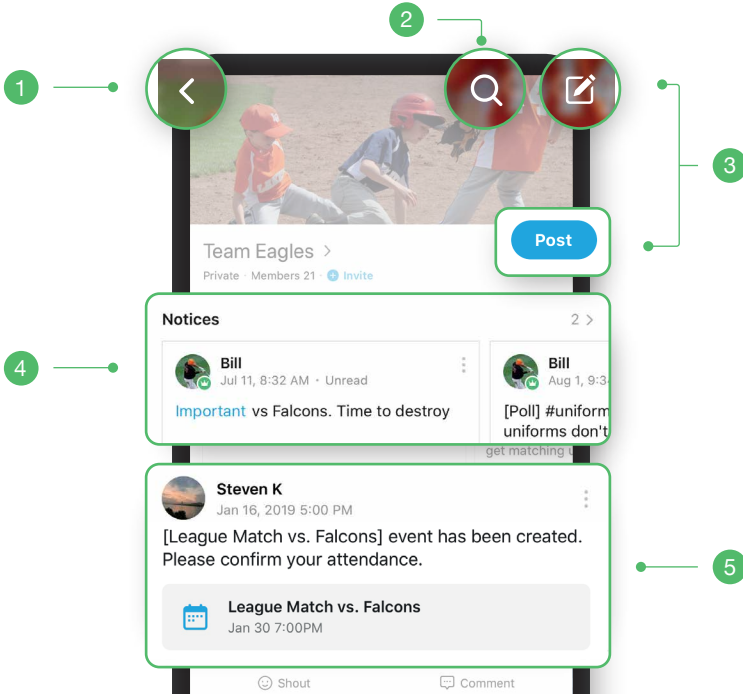 2
1
3
Post
Team Eagles >
Private · Members 21 · Invite
Notices
2 >
4
Bill
Jul 11, 8:32 AM · Unread
Important vs Falcons. Time to destroy
Bill
Aug 1, 9:3
[Poll] #uniform
uniforms don't
get matching
Steven K
Jan 16, 2019 5:00 PM
[League Match vs. Falcons] event has been created.
Please confirm your attendance.
5
League Match vs. Falcons
Jan 30 7:00PM
Shout
Comment